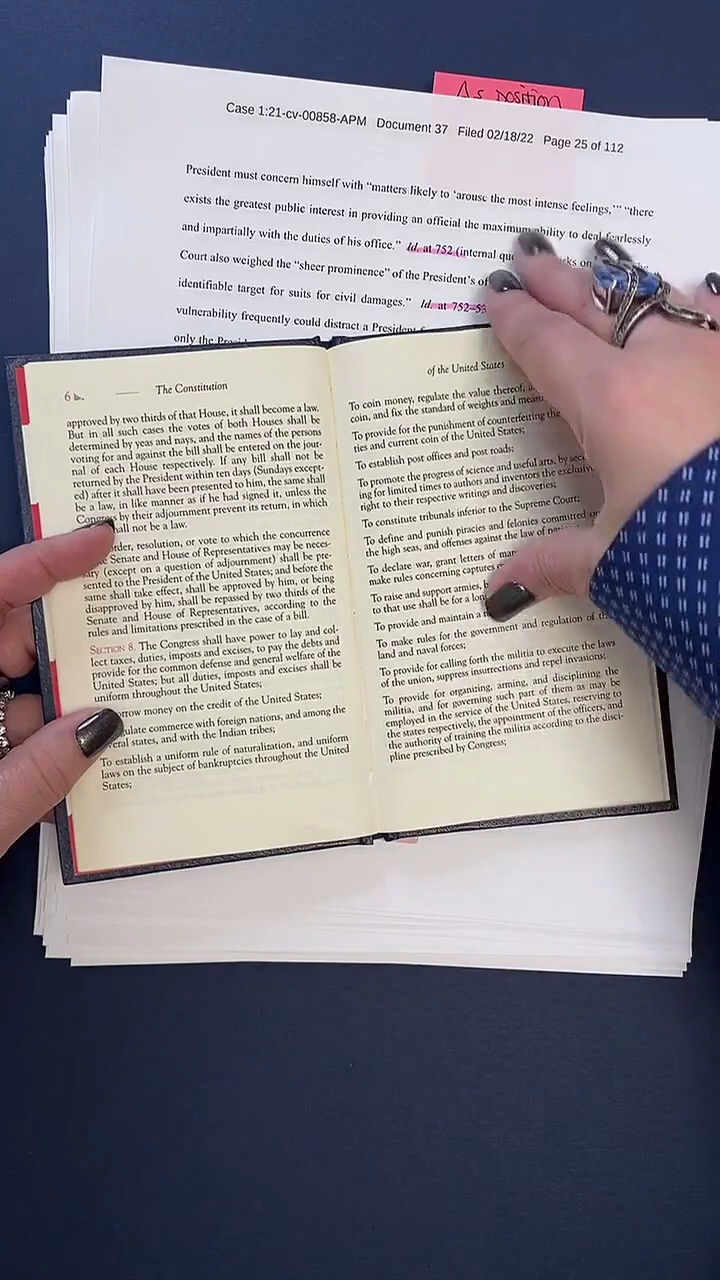 Δs position
Case 1:21-cv-00858-APM Document 37 Filed 02/18/22 Page 25 of 112
President must concern himself with “matters likely to ‘arouse the most intense feelings,’” “there
exists the greatest public interest in providing an official the maximum ability to deal fearlessly
and impartially with the duties of his office.” Id. at 752 (internal
Court also weighed the “sheer prominence” of the President’s
identifiable target for suits for civil damages.” Id. at 752–53
vulnerability frequently could distract a President
only the
6
The Constitution
approved by two thirds of that House, it shall become a law.
But in all such cases the votes of both Houses shall be
determined by yeas and nays, and the names of the persons
voting for and against the bill shall be entered on the jour-
nal of each House respectively. If any bill shall not be
returned by the President within ten days (Sundays except-
ed) after it shall have been presented to him, the same shall
be a law, in like manner as if he had signed it, unless the
Congress by their adjournment prevent its return, in which
shall not be a law.
order, resolution, or vote to which the concurrence
Senate and House of Representatives may be neces-
sary (except on a question of adjournment) shall be pre-
sented to the President of the United States; and before the
same shall take effect, shall be approved by him, or being
disapproved by him, shall be repassed by two thirds of the
Senate and House of Representatives, according to the
rules and limitations prescribed in the case of a bill.
SECTION 8. The Congress shall have power to lay and col-
lect taxes, duties, imposts and excises, to pay the debts and
provide for the common defense and general welfare of the
United States; but all duties, imposts and excises shall be
uniform throughout the United States;
borrow money on the credit of the United States;
regulate commerce with foreign nations, and among the
several states, and with the Indian tribes;
To establish a uniform rule of naturalization, and uniform
laws on the subject of bankruptcies throughout the United
States;
of the United States
To coin money, regulate the value thereof,
coin, and fix the standard of weights and
To provide for the punishment of counterfeiting the
ties and current coin of the United States;
To establish post offices and post roads;
To promote the progress of science and useful arts, by
ing for limited times to authors and inventors the exclusive
right to their respective writings and discoveries;
To constitute tribunals inferior to the Supreme Court;
To define and punish piracies and felonies committed on
the high seas, and offenses against the law of
To declare war, grant letters of
make rules concerning captures
To raise and support armies,
to that use shall be for a
To provide and maintain a
To make rules for the government and regulation of the
land and naval forces;
To provide for calling forth the militia to execute the laws
of the union, suppress insurrections and repel invasions;
To provide for organizing, arming, and disciplining, the
militia, and for governing such part of them as may be
employed in the service of the United States, reserving to
the states respectively, the appointment of the officers, and
the authority of training the militia according to the disci-
pline prescribed by Congress;